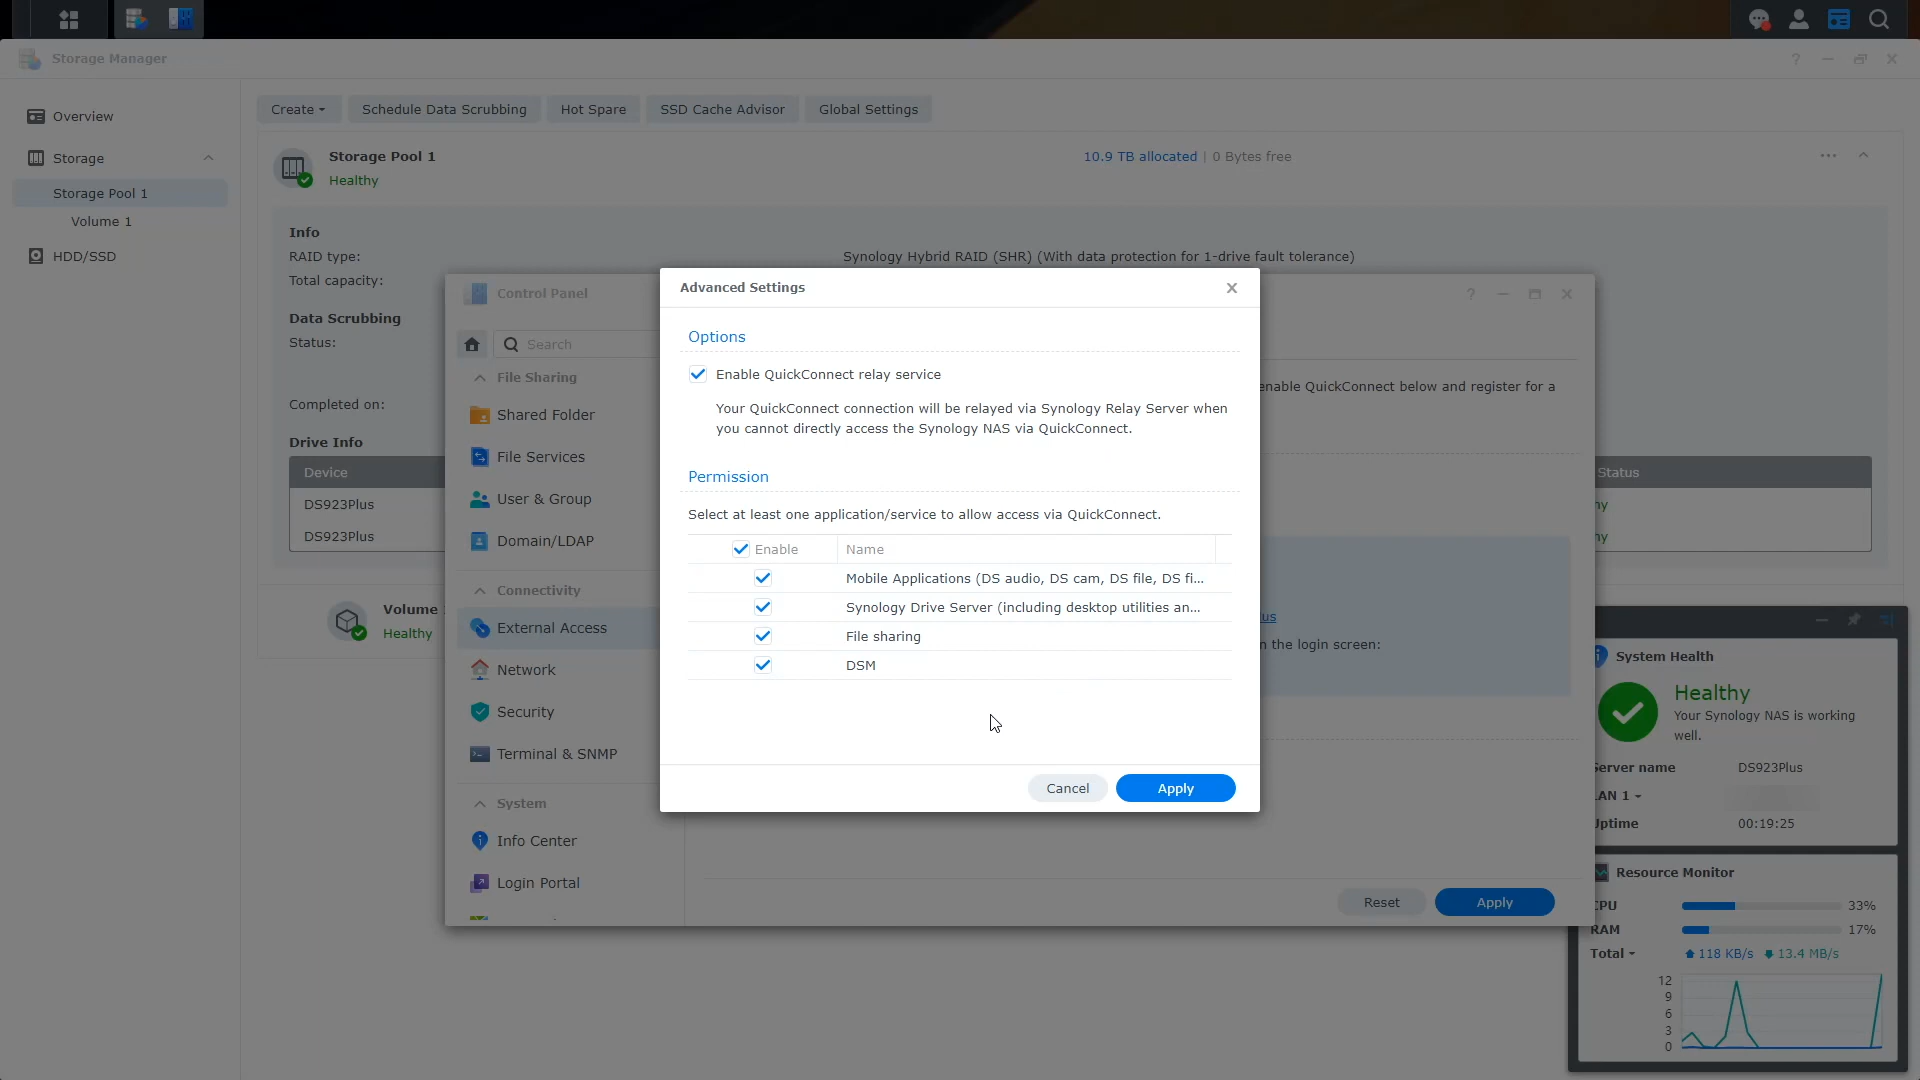 Storage Manager
Overview
Storage
Storage Pool 1
Volume 1
HDD/SSD
Create
Schedule Data Scrubbing
Hot Spare
SSD Cache Advisor
Global Settings
Storage Pool 1
Healthy
10.9 TB allocated | 0 Bytes free
Info
RAID type:
Synology Hybrid RAID (SHR) (With data protection for 1-drive fault tolerance)
Total capacity:
Data Scrubbing
Status:
Completed on:
Drive Info
Device
Status
DS923Plus
hy
DS923Plus
hy
Volume
Healthy
Control Panel
Search
File Sharing
Shared Folder
File Services
User & Group
Domain/LDAP
Connectivity
External Access
Network
Security
Terminal & SNMP
System
Info Center
Login Portal
enable QuickConnect below and register for a
us
n the login screen:
Reset
Apply
Advanced Settings
Options
Enable QuickConnect relay service
Your QuickConnect connection will be relayed via Synology Relay Server when
you cannot directly access the Synology NAS via QuickConnect.
Permission
Select at least one application/service to allow access via QuickConnect.
Enable
Name
Mobile Applications (DS audio, DS cam, DS file, DS fi...
Synology Drive Server (including desktop utilities an...
File sharing
DSM
Cancel
Apply
System Health
Healthy
Your Synology NAS is working
well.
Server name
DS923Plus
LAN 1
Uptime
00:19:25
Resource Monitor
CPU
33%
RAM
17%
Total
118 KB/s
13.4 MB/s
12
9
6
3
0